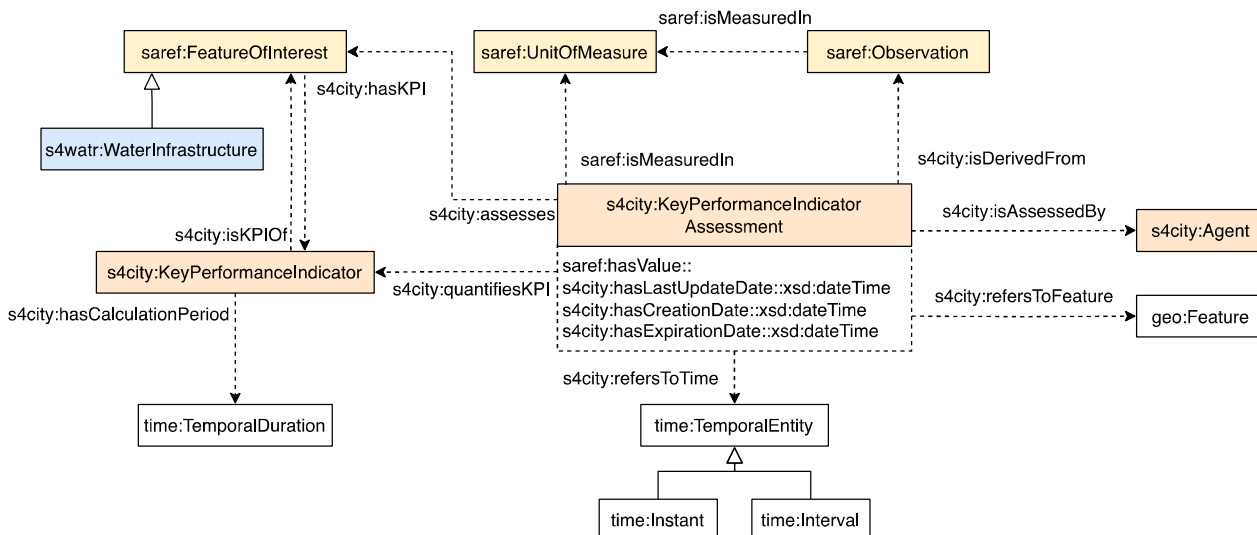 saref:isMeasuredIn
saref:FeatureOfInterest
saref:UnitOfMeasure
saref:Observation
s4city:hasKPI
s4watr:WaterInfrastructure
saref:isMeasuredIn
s4city:isDerivedFrom
s4city:assesses
s4city:KeyPerformanceIndicator
Assessment
s4city:isAssessedBy
s4city:Agent
s4city:isKPIOf
s4city:KeyPerformanceIndicator
s4city:quantifiesKPI
saref:hasValue::
s4city:hasLastUpdateDate::xsd:dateTime
s4city:hasCreationDate::xsd:dateTime
s4city:hasExpirationDate::xsd:dateTime
s4city:refersToFeature
geo:Feature
s4city:hasCalculationPeriod
s4city:refersToTime
time:TemporalDuration
time:TemporalEntity
time:Instant
time:Interval